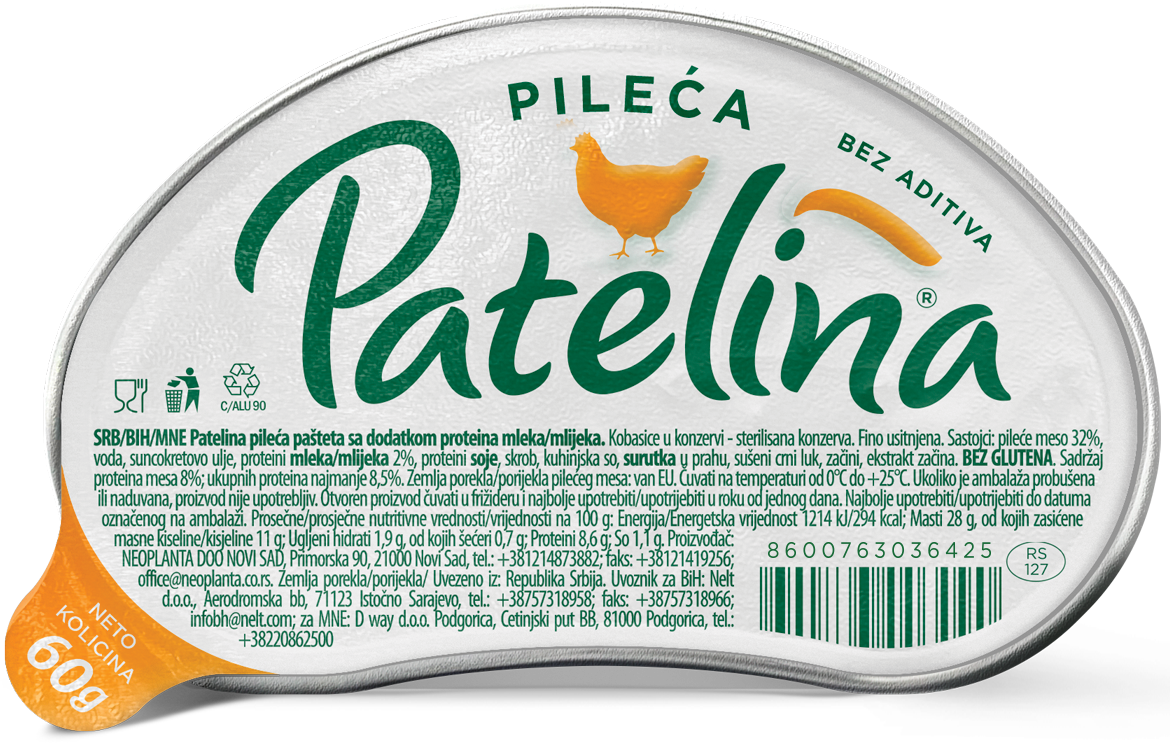 PILEĆA
BEZ ADITIVA
Patelina®
C/ALU 90
SRB/BIH/MNE Patelina pileća pašteta sa dodatkom proteina mleka/mlijeka. Kobasice u konzervi - sterilisana konzerva. Fino usitnjena. Sastojci: pileće meso 32%,
voda, suncokretovo ulje, proteini mleka/mlijeka 2%, proteini soje, skrob, kuhinjska so, surutka u prahu, sušeni crni luk, začini, ekstrakt začina. BEZ GLUTENA. Sadržaj
proteina mesa 8%; ukupnih proteina najmanje 8,5%. Zemlja porekla/porijekla pilećeg mesa: van EU. Čuvati na temperaturi od 0°C do +25°C. Ukoliko je ambalaža probušena
ili naduvana, proizvod nije upotrebljiv. Otvoren proizvod čuvati u frižideru i najbolje upotrebiti/upotrijebiti u roku od jednog dana. Najbolje upotrebiti/upotrijebiti do datuma
označenog na ambalaži. Prosečne/prosječne nutritivne vrednosti/vrijednosti na 100 g: Energija/Energetska vrijednost 1214 kJ/294 kcal; Masti 28 g, od kojih zasićene
masne kiseline/kisjeline 11 g; Ugljeni hidrati 1,9 g, od kojih šećeri 0,7 g; Proteini 8,6 g; So 1,1 g. Proizvođač:
NEOPLANTA DOO NOVI SAD, Primorska 90, 21000 Novi Sad, tel.: +381214873882; faks: +38121419256;
office@neoplanta.co.rs. Zemlja porekla/porijekla/ Uvezeno iz: Republika Srbija. Uvoznik za BiH: Nelt
d.o.o., Aerodromska bb, 71123 Istočno Sarajevo, tel.: +38757318958; faks: +38757318966;
infobh@nelt.com; za MNE: D way d.o.o. Podgorica, Cetinjski put BB, 81000 Podgorica, tel.:
+38220862500
8600763036425
RS
127
NETO
KOLICINA
60g